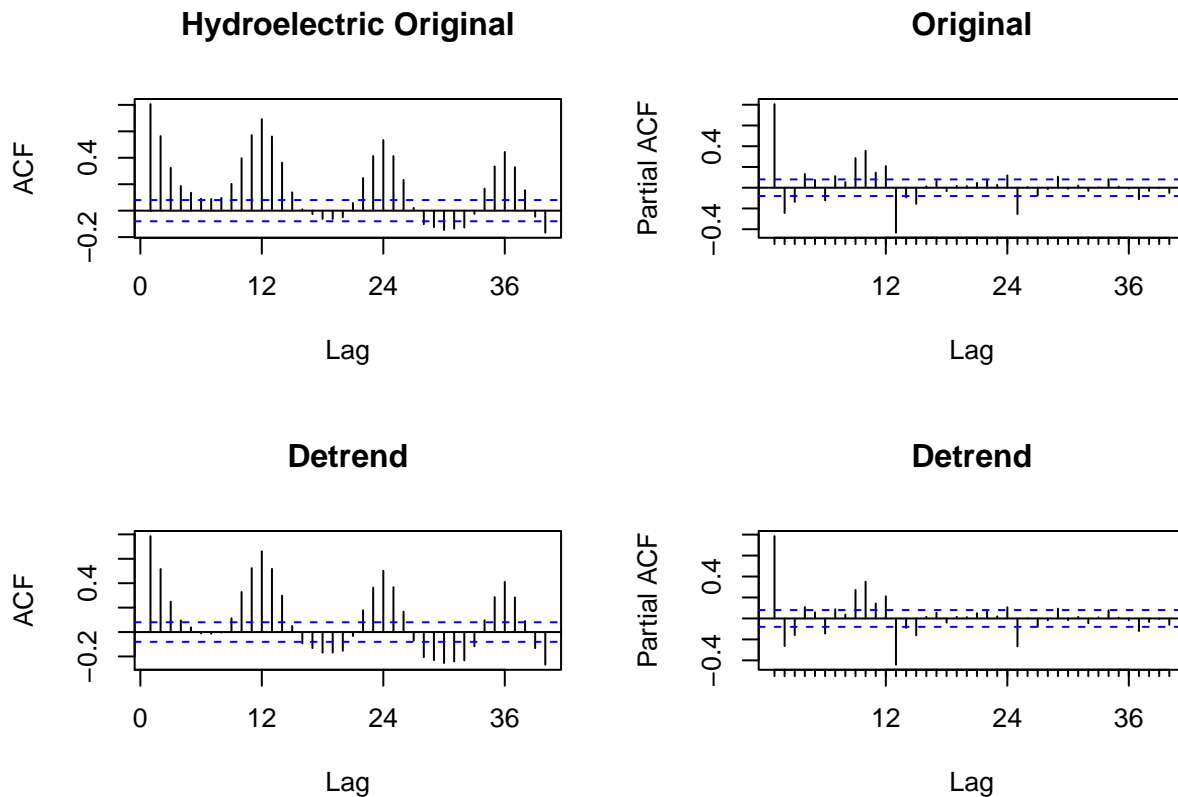 Hydroelectric Original
ACF
0.4
−0.2
0 12 24 36
Lag
Original
Partial ACF
0.4
−0.4
12 24 36
Lag
Detrend
ACF
0.4
−0.2
0 12 24 36
Lag
Detrend
Partial ACF
0.4
−0.4
12 24 36
Lag